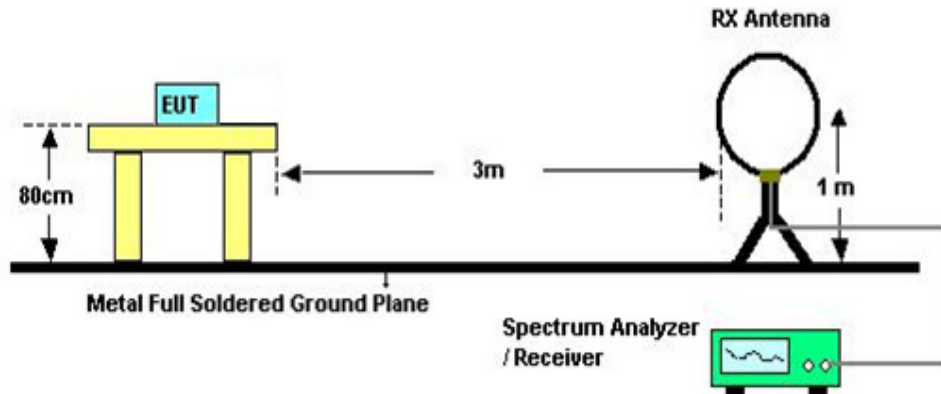 RX Antenna
EUT
3m
80cm
1 m
Metal Full Soldered Ground Plane
Spectrum Analyzer
/ Receiver